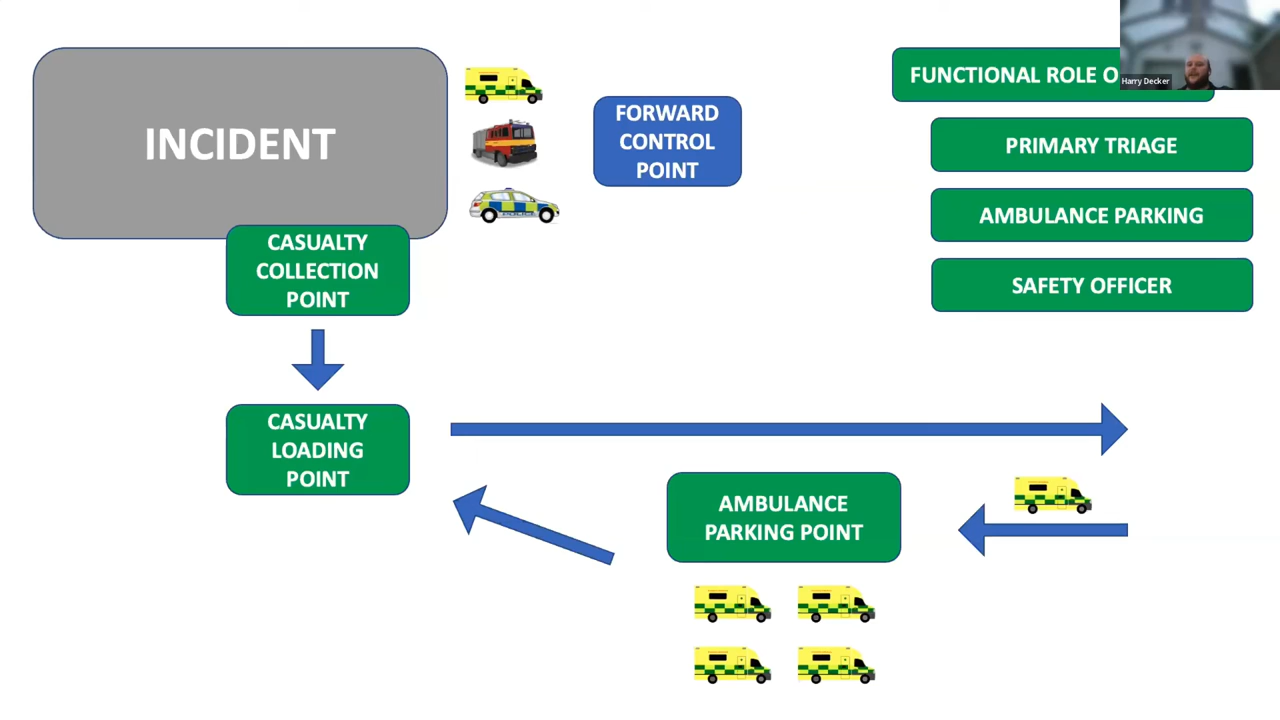 INCIDENT
FORWARD
CONTROL
POINT
FUNCTIONAL ROLE
Harry Decker
PRIMARY TRIAGE
AMBULANCE PARKING
SAFETY OFFICER
CASUALTY
COLLECTION
POINT
CASUALTY
LOADING
POINT
AMBULANCE
PARKING POINT
POLICE